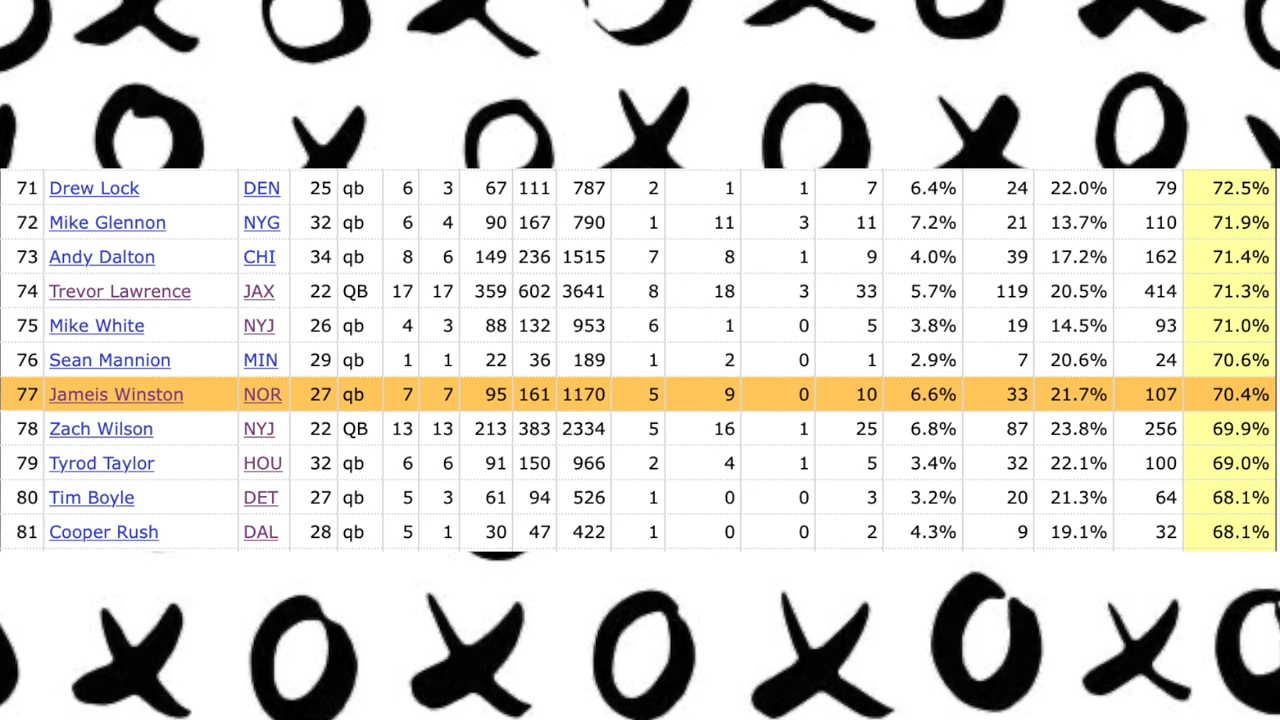 71 Drew Lock DEN 25 qb 6 3 67 111 787 2 1 1 7 6.4% 24 22.0% 79 72.5%
72 Mike Glennon NYG 32 qb 6 4 90 167 790 1 11 3 11 7.2% 21 13.7% 110 71.9%
73 Andy Dalton CHI 34 qb 8 6 149 236 1515 7 8 1 9 4.0% 39 17.2% 162 71.4%
74 Trevor Lawrence JAX 22 QB 17 17 359 602 3641 8 18 3 33 5.7% 119 20.5% 414 71.3%
75 Mike White NYJ 26 qb 4 3 88 132 953 6 1 0 5 3.8% 19 14.5% 93 71.0%
76 Sean Mannion MIN 29 qb 1 1 22 36 189 1 2 0 1 2.9% 7 20.6% 24 70.6%
77 Jameis Winston NOR 27 qb 7 7 95 161 1170 5 9 0 10 6.6% 33 21.7% 107 70.4%
78 Zach Wilson NYJ 22 QB 13 13 213 383 2334 5 16 1 25 6.8% 87 23.8% 256 69.9%
79 Tyrod Taylor HOU 32 qb 6 6 91 150 966 2 4 1 5 3.4% 32 22.1% 100 69.0%
80 Tim Boyle DET 27 qb 5 3 61 94 526 1 0 0 3 3.2% 20 21.3% 64 68.1%
81 Cooper Rush DAL 28 qb 5 1 30 47 422 1 0 0 2 4.3% 9 19.1% 32 68.1%